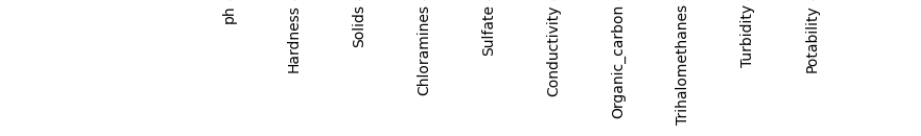 ph
Hardness
Solids
Chloramines
Sulfate
Conductivity
Organic_carbon
Trihalomethanes
Turbidity
Potability